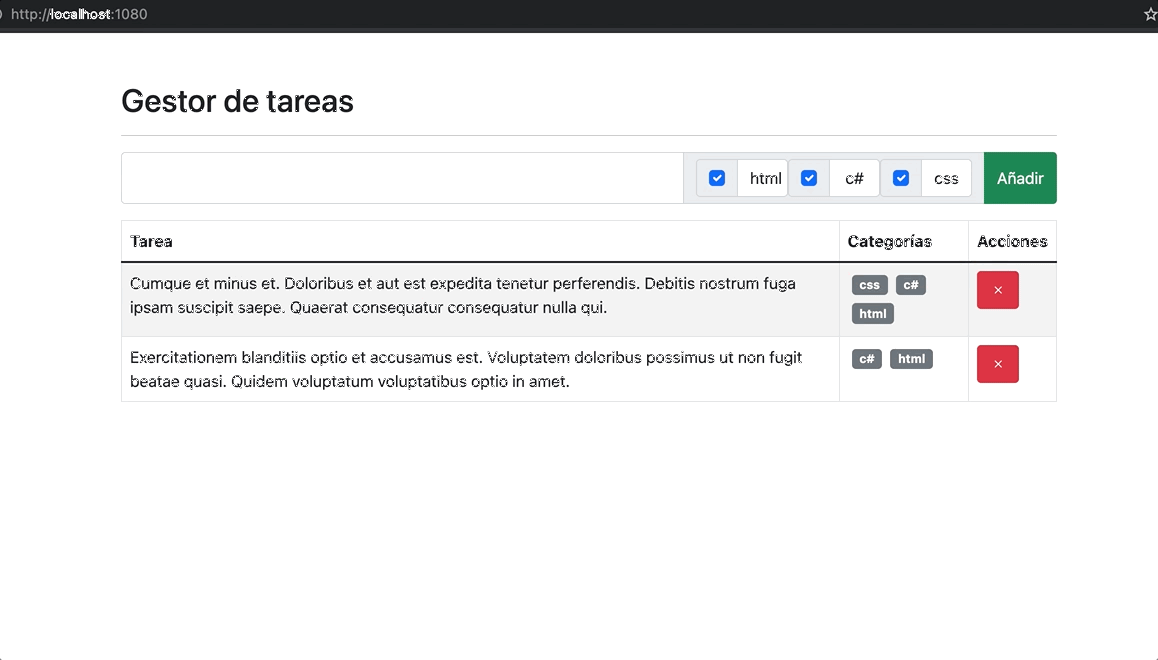 http://localhost:1080
Gestor de tareas
html c# css Añadir
Tarea Categorías Acciones
Cumque et minus et. Doloribus et aut est expedita tenetur perferendis. Debitis nostrum fuga css c# ×
ipsam suscipit saepe. Quaerat consequatur consequatur nulla qui. html
Exercitationem blanditiis optio et accusamus est. Voluptatem doloribus possimus ut non fugit c# html ×
beatae quasi. Quidem voluptatum voluptatibus optio in amet.